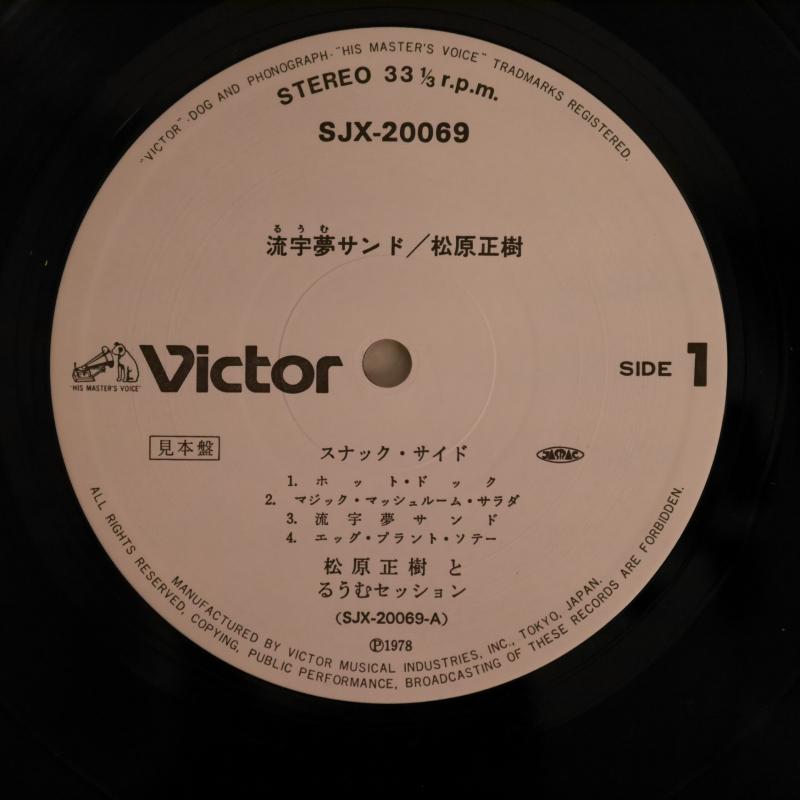 "VICTOR"-DOG AND PHONOGRAPH-"HIS MASTER'S VOICE" TRADMARKS REGISTERED.
STEREO 33⅓ r.p.m.
SJX-20069
るうむ
流宇夢サンド／松原正樹
"HIS MASTER'S VOICE"
Victor
SIDE 1
見本盤
スナック・サイド
JASRAC
1. ホット・ドック
2. マジック・マッシュルーム・サラダ
3. 流宇夢サンド
4. エッグ・プラント・ソテー
松原正樹 と
るうむセッション
(SJX-20069-A)
Ⓟ1978
ALL RIGHTS RESERVED, COPYING, PUBLIC PERFORMANCE, BROADCASTING OF THESE RECORDS ARE FORBIDDEN.
MANUFACTURED BY VICTOR MUSICAL INDUSTRIES, INC., TOKYO, JAPAN.